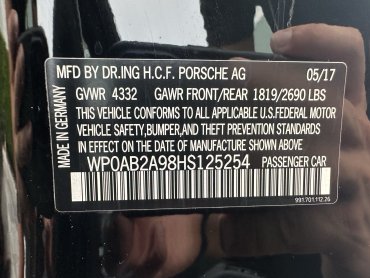 MFD BY DR.ING H.C.F. PORSCHE AG 05/17
GVWR 4332 GAWR FRONT/REAR 1819/2690 LBS
THIS VEHICLE CONFORMS TO ALL APPLICABLE U.S.FEDERAL MOTOR
VEHICLE SAFETY,BUMPER,AND THEFT PREVENTION STANDARDS
IN EFFECT ON THE DATE OF MANUFACTURE SHOWN ABOVE.
WP0AB2A98HS125254 PASSENGER CAR
MADE IN GERMANY
991.701.112.26